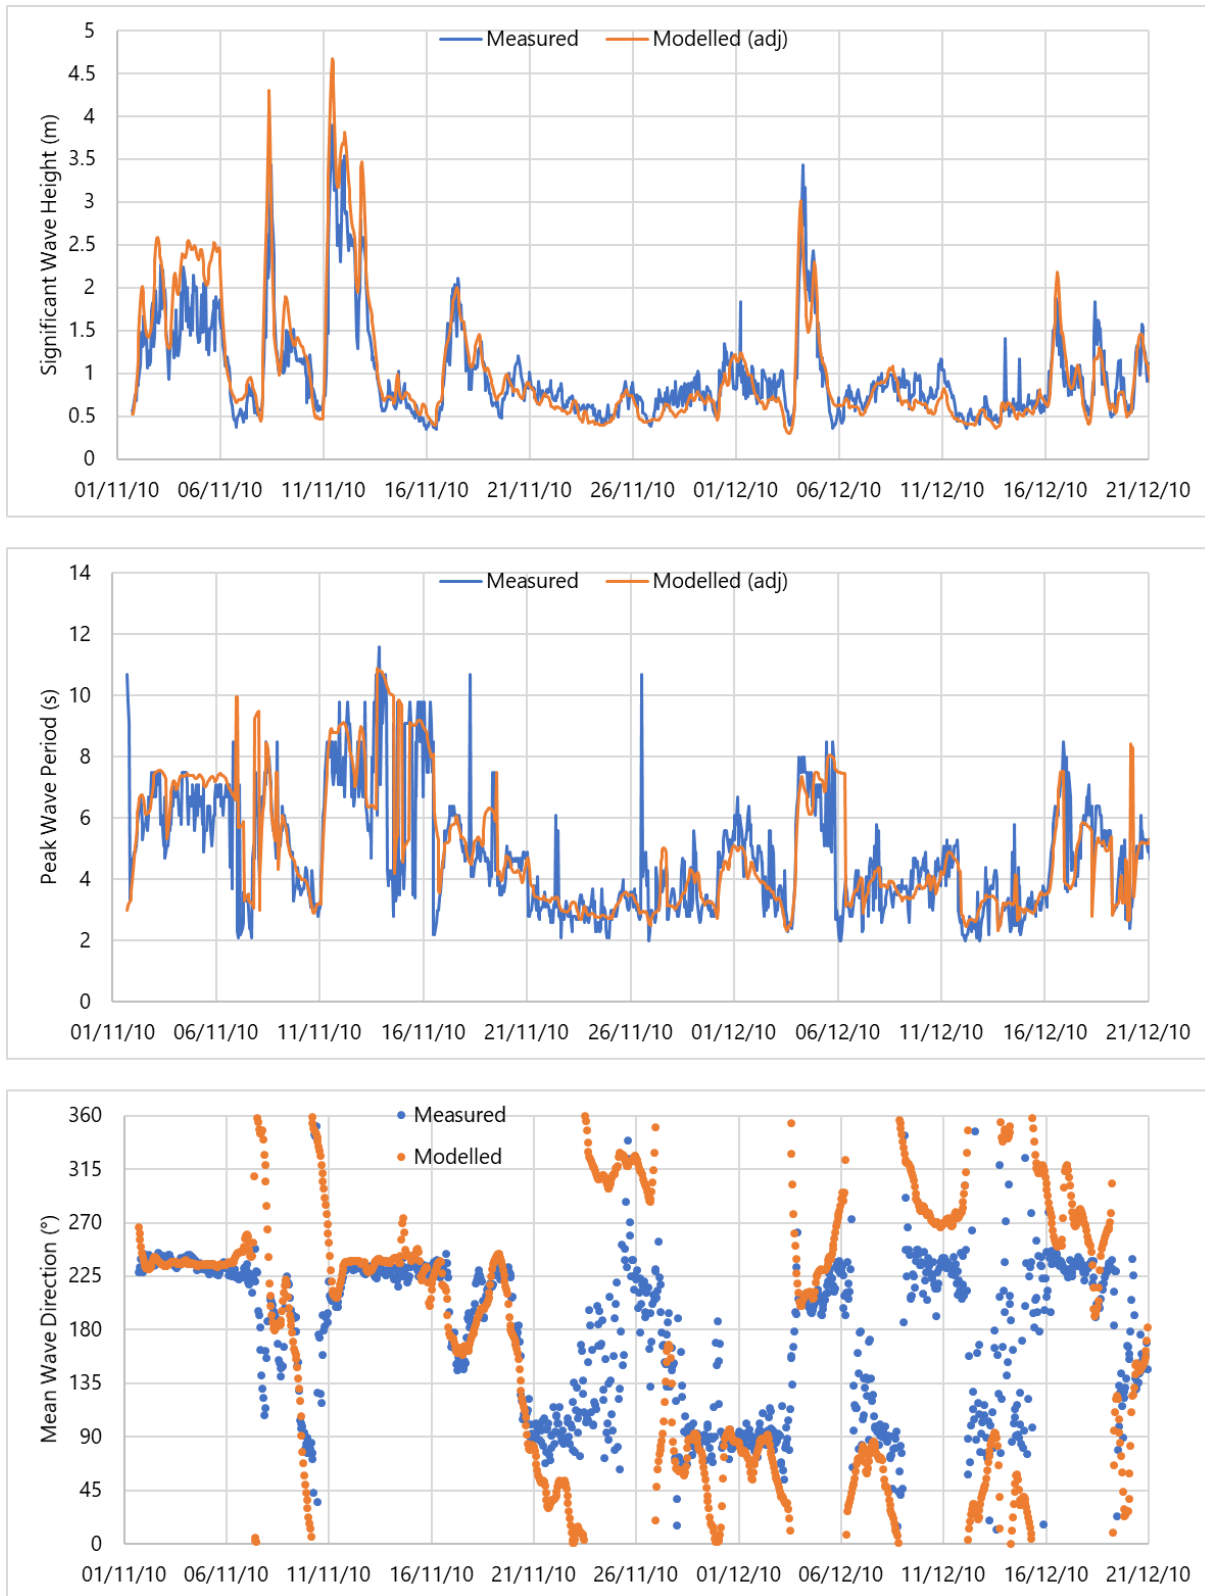 Measured
Modelled (adj)
Significant Wave Height (m)
5
4.5
4
3.5
3
2.5
2
1.5
1
0.5
0
01/11/10 06/11/10 11/11/10 16/11/10 21/11/10 26/11/10 01/12/10 06/12/10 11/12/10 16/12/10 21/12/10
Measured
Modelled (adj)
Peak Wave Period (s)
14
12
10
8
6
4
2
0
01/11/10 06/11/10 11/11/10 16/11/10 21/11/10 26/11/10 01/12/10 06/12/10 11/12/10 16/12/10 21/12/10
Measured
Modelled
Mean Wave Direction (°)
360
315
270
225
180
135
90
45
0
01/11/10 06/11/10 11/11/10 16/11/10 21/11/10 26/11/10 01/12/10 06/12/10 11/12/10 16/12/10 21/12/10